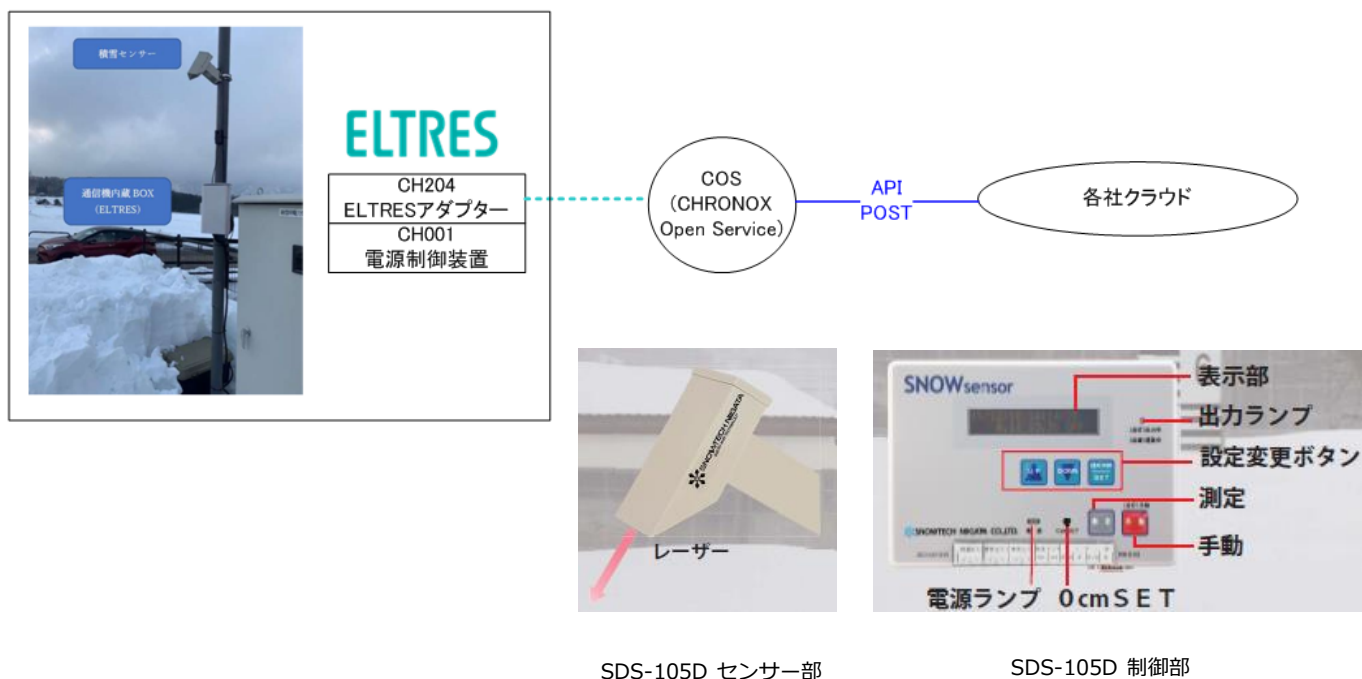 積雪センサー
通信機内蔵 BOX
(ELTRES)
ELTRES
CH204
ELTRESアダプター
CH001
電源制御装置
COS
(CHRONOX
Open Service)
API
POST
各社クラウド
SNOWTECH NIIGATA
レーザー
SDS-105D センサー部
SNOWsensor
表示部
出力ランプ
設定変更ボタン
UP
DOWN
SET
測定
手動
SNOWTECH NIIGATA CO.,LTD.
電源ランプ
0cmSET
SDS-105D 制御部